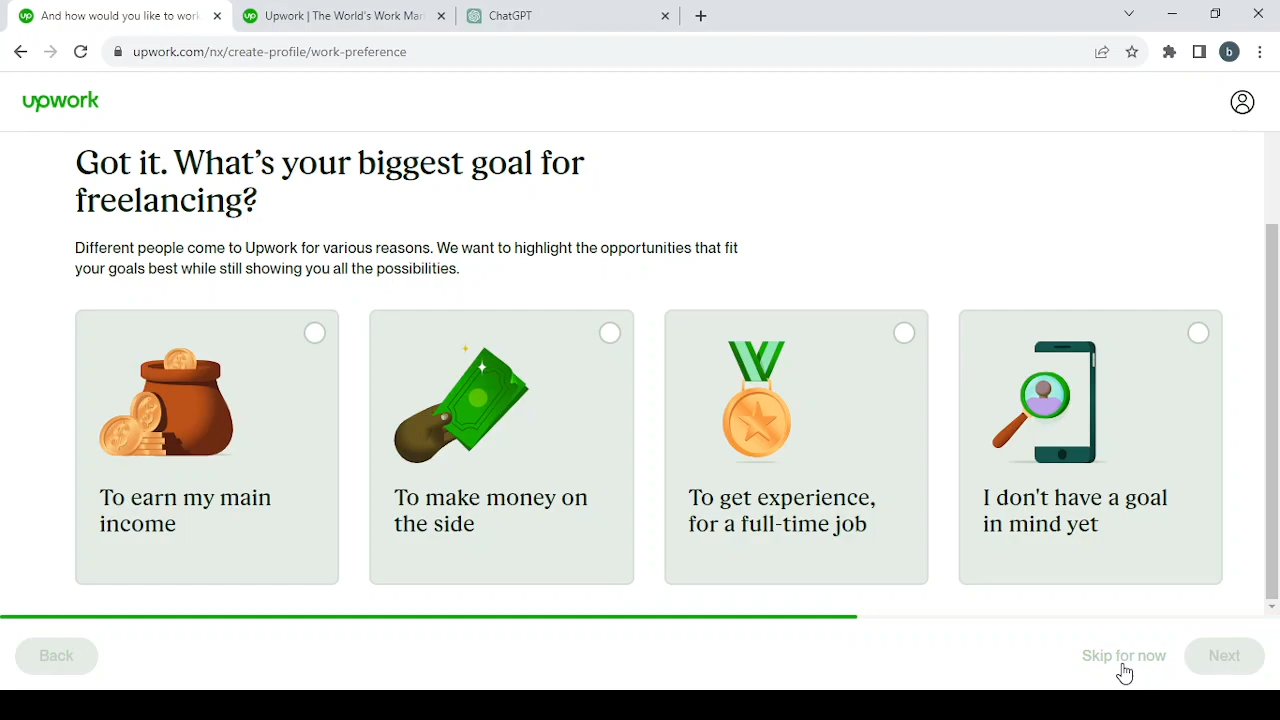 And how would you like to work
Upwork | The World's Work Mar
ChatGPT
upwork.com/nx/create-profile/work-preference
b
upwork
Got it. What's your biggest goal for
freelancing?
Different people come to Upwork for various reasons. We want to highlight the opportunities that fit
your goals best while still showing you all the possibilities.
To earn my main
income
To make money on
the side
To get experience,
for a full-time job
I don't have a goal
in mind yet
Back
Skip for now
Next